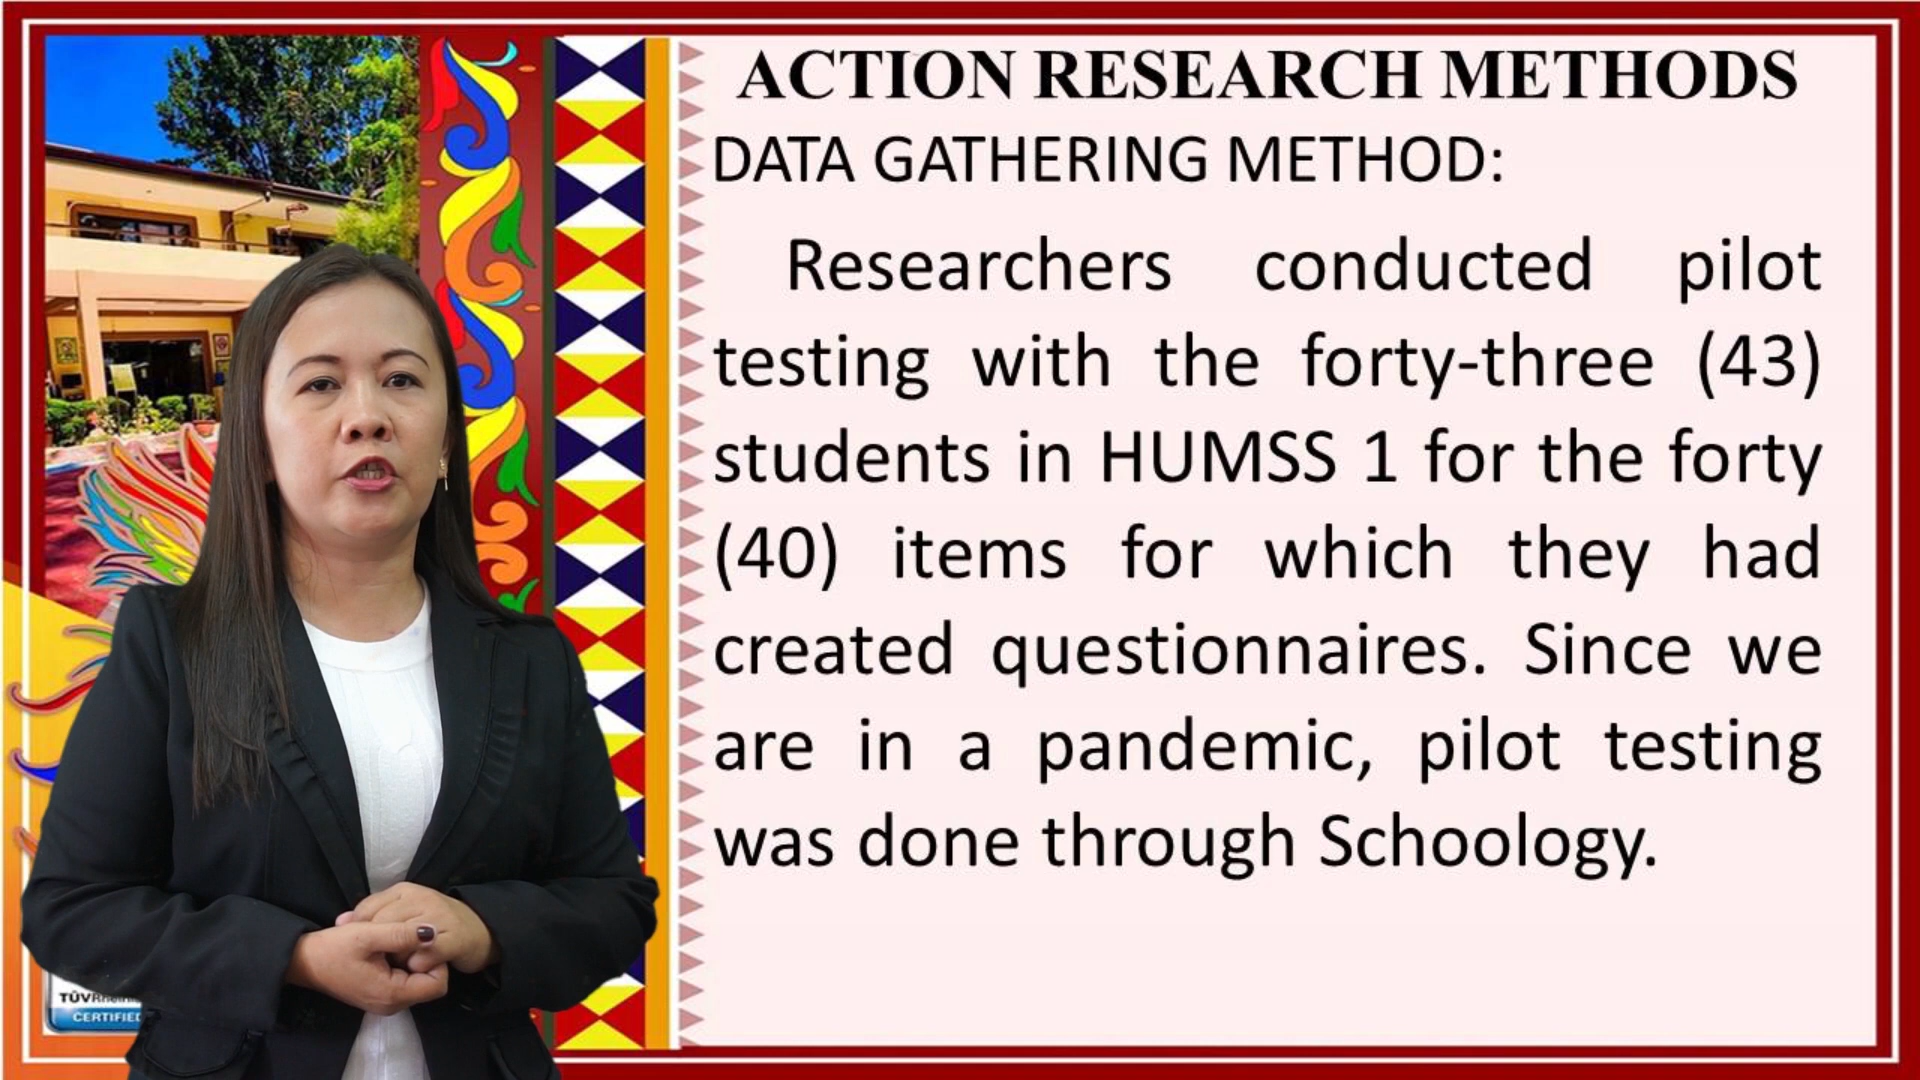 ACTION RESEARCH METHODS
DATA GATHERING METHOD:
Researchers conducted pilot
testing with the forty-three (43)
students in HUMSS 1 for the forty
(40) items for which they had
created questionnaires. Since we
are in a pandemic, pilot testing
was done through Schoology.
TÜV